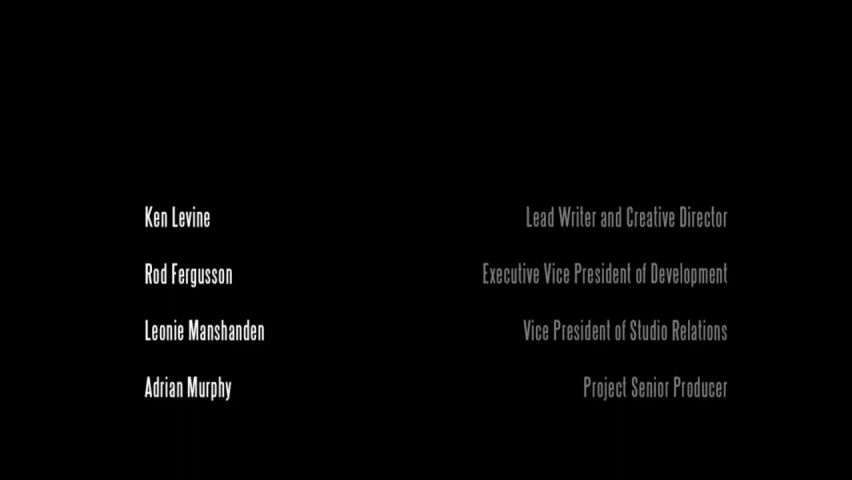 Ken Levine Lead Writer and Creative Director
Rod Fergusson Executive Vice President of Development
Leonie Manshanden Vice President of Studio Relations
Adrian Murphy Project Senior Producer